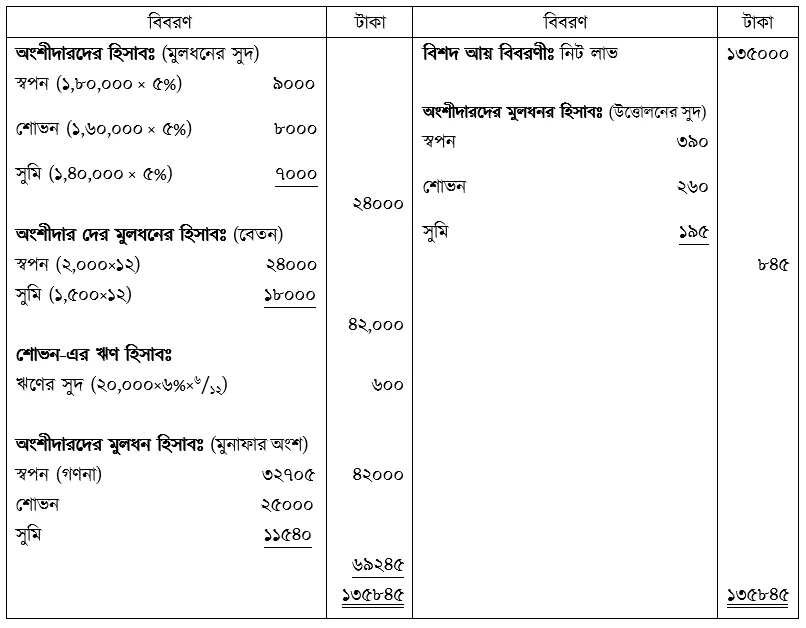 বিবরণ টাকা বিবরণ টাকা
অংশীদারদের হিসাবঃ (মুলধনের সুদ)
স্বপন (১,৮০,০০০ × ৫%) ৯০০০
শোভন (১,৬০,০০০ × ৫%) ৮০০০
সুমি (১,৪০,০০০ × ৫%) ৭০০০
২৪০০০
অংশীদার দের মুলধনের হিসাবঃ (বেতন)
স্বপন (২,০০০×১২) ২৪০০০
সুমি (১,৫০০×১২) ১৮০০০
৪২,০০০
শোভন-এর ঋণ হিসাবঃ
ঋণের সুদ (২০,০০০×৬%×৬/১২) ৬০০
অংশীদারদের মুলধন হিসাবঃ (মুনাফার অংশ)
স্বপন (গণনা) ৩২৭০৫ ৪২০০০
শোভন ২৫০০০
সুমি ১১৫৪০
৬৯২৪৫
১৩৫৮৪৫
বিশদ আয় বিবরণীঃ নিট লাভ ১৩৫০০০
অংশীদারদের মুলধনর হিসাবঃ (উত্তোলনের সুদ)
স্বপন ৩৯০
শোভন ২৬০
সুমি ১৯৫
৮৪৫
১৩৫৮৪৫